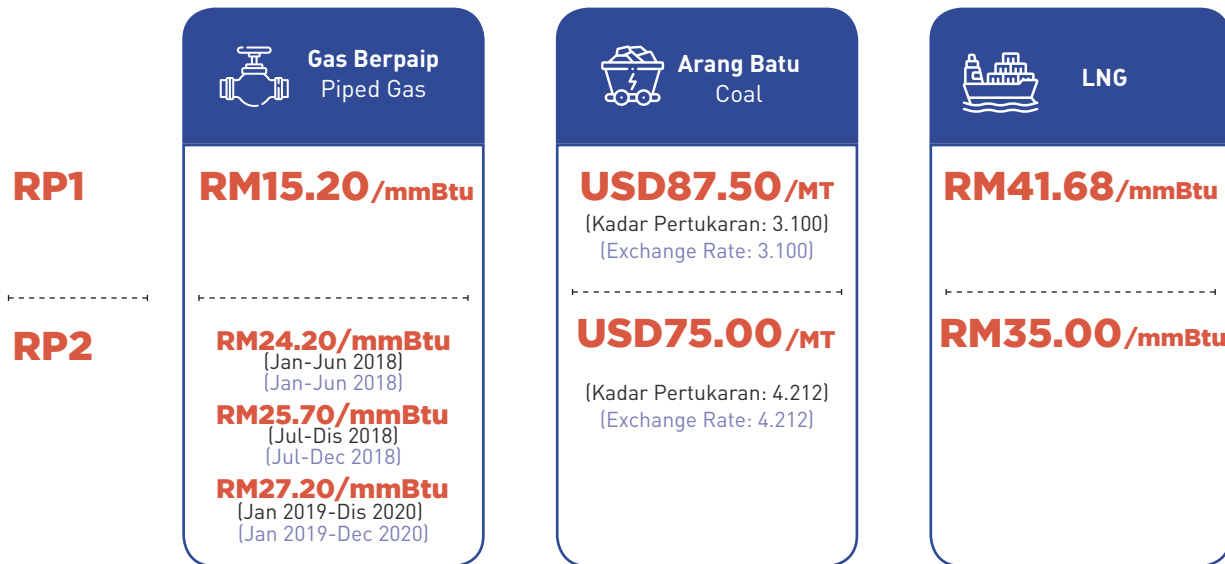 Gas Berpaip
Piped Gas
Arang Batu
Coal
LNG
RP1
RM15.20/mmBtu
USD87.50/MT
(Kadar Pertukaran: 3.100)
(Exchange Rate: 3.100)
RM41.68/mmBtu
RP2
RM24.20/mmBtu
(Jan-Jun 2018)
(Jan-Jun 2018)
RM25.70/mmBtu
(Jul-Dis 2018)
(Jul-Dec 2018)
RM27.20/mmBtu
(Jan 2019-Dis 2020)
(Jan 2019-Dec 2020)
USD75.00/MT
(Kadar Pertukaran: 4.212)
(Exchange Rate: 4.212)
RM35.00/mmBtu